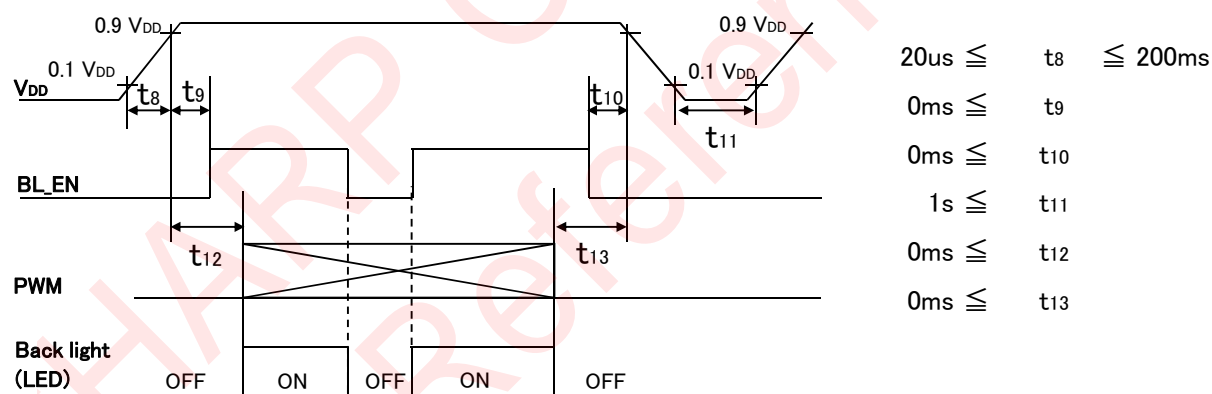 0.9 VDD
0.9 VDD
0.1 VDD
0.1 VDD
VDD
t8
t9
t10
t11
BL_EN
t12
t13
PWM
Back light
(LED)
OFF
ON
OFF
ON
OFF
20us ≦ t8 ≦ 200ms
0ms ≦ t9
0ms ≦ t10
1s ≦ t11
0ms ≦ t12
0ms ≦ t13
HARP
Refere